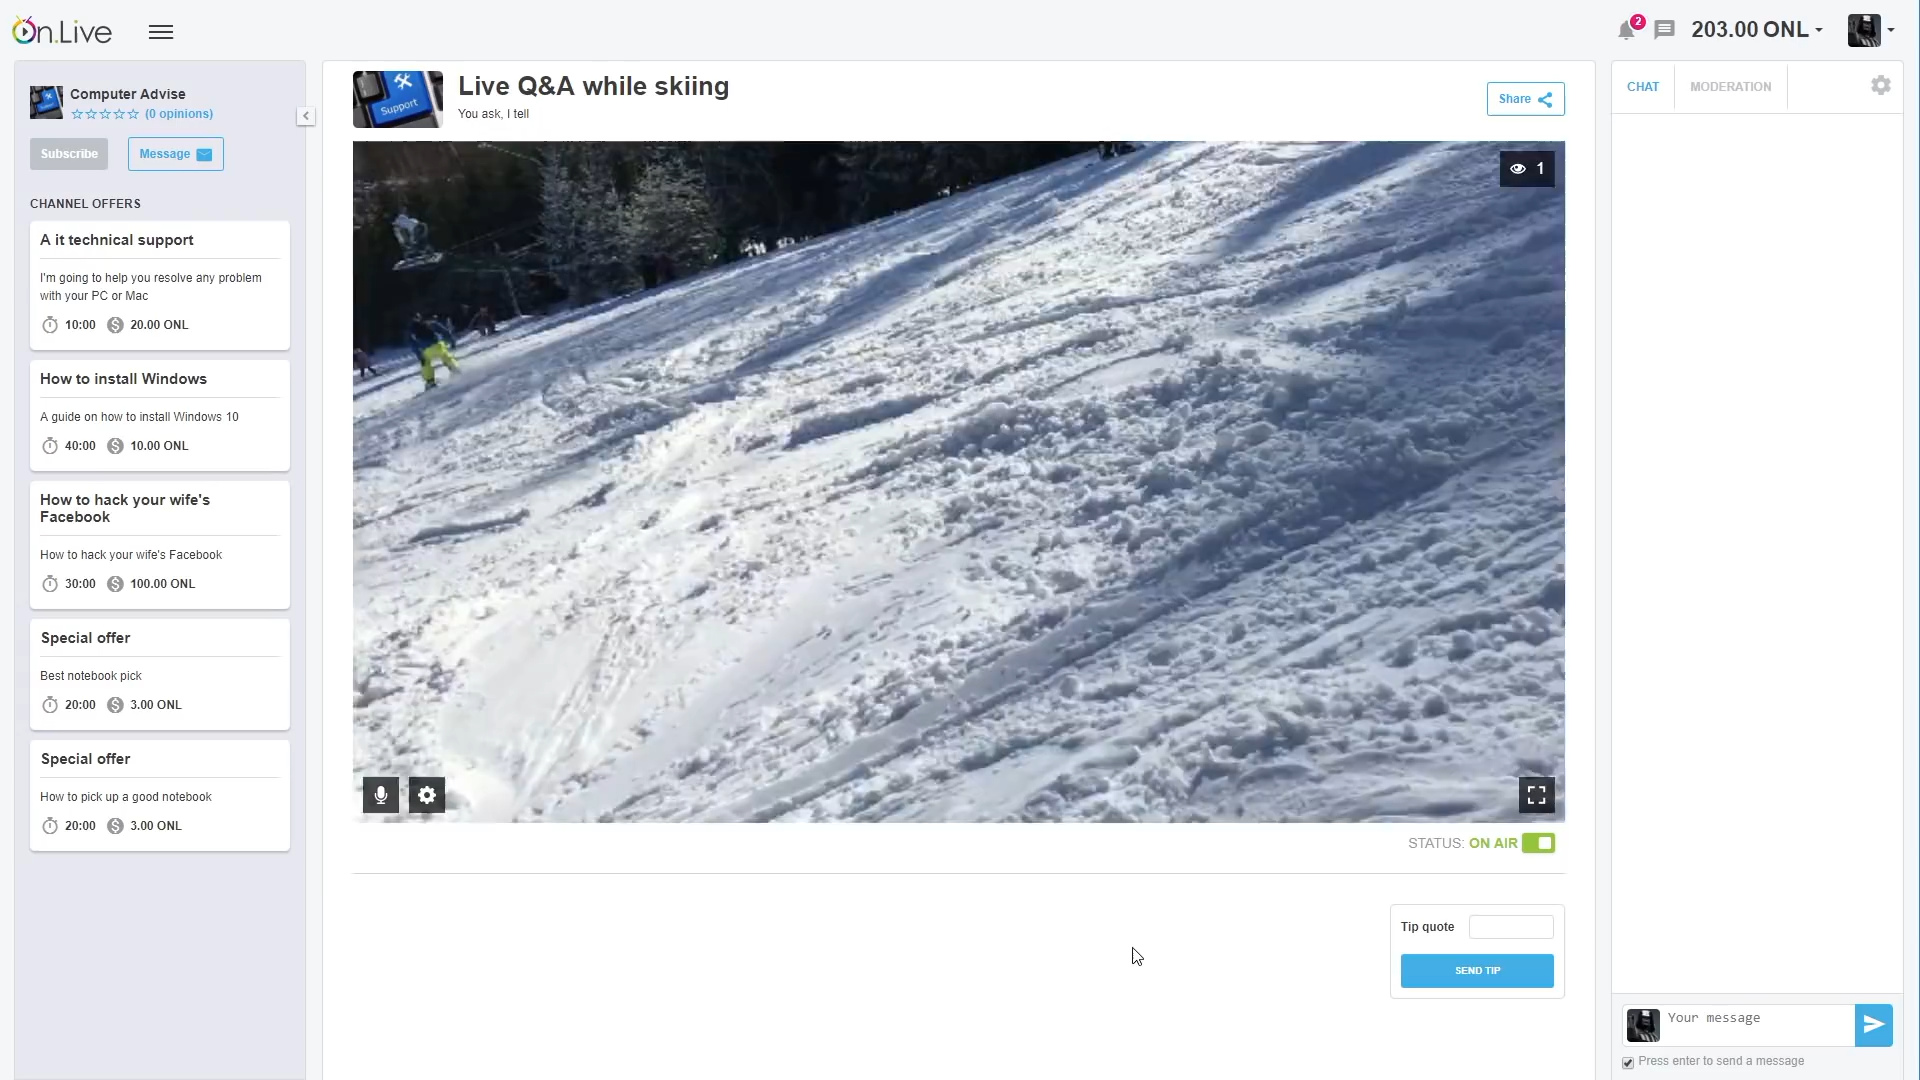 On.Live
2
203.00 ONL
Computer Advise
(0 opinions)
Subscribe
Message
CHANNEL OFFERS
A it technical support
I'm going to help you resolve any problem
with your PC or Mac
10:00
20.00 ONL
How to install Windows
A guide on how to install Windows 10
40:00
10.00 ONL
How to hack your wife's
Facebook
How to hack your wife's Facebook
30:00
100.00 ONL
Special offer
Best notebook pick
20:00
3.00 ONL
Special offer
How to pick up a good notebook
20:00
3.00 ONL
Support
Live Q&A while skiing
You ask, I tell
Share
1
STATUS: ON AIR
Tip quote
SEND TIP
CHAT
MODERATION
Your message
Press enter to send a message